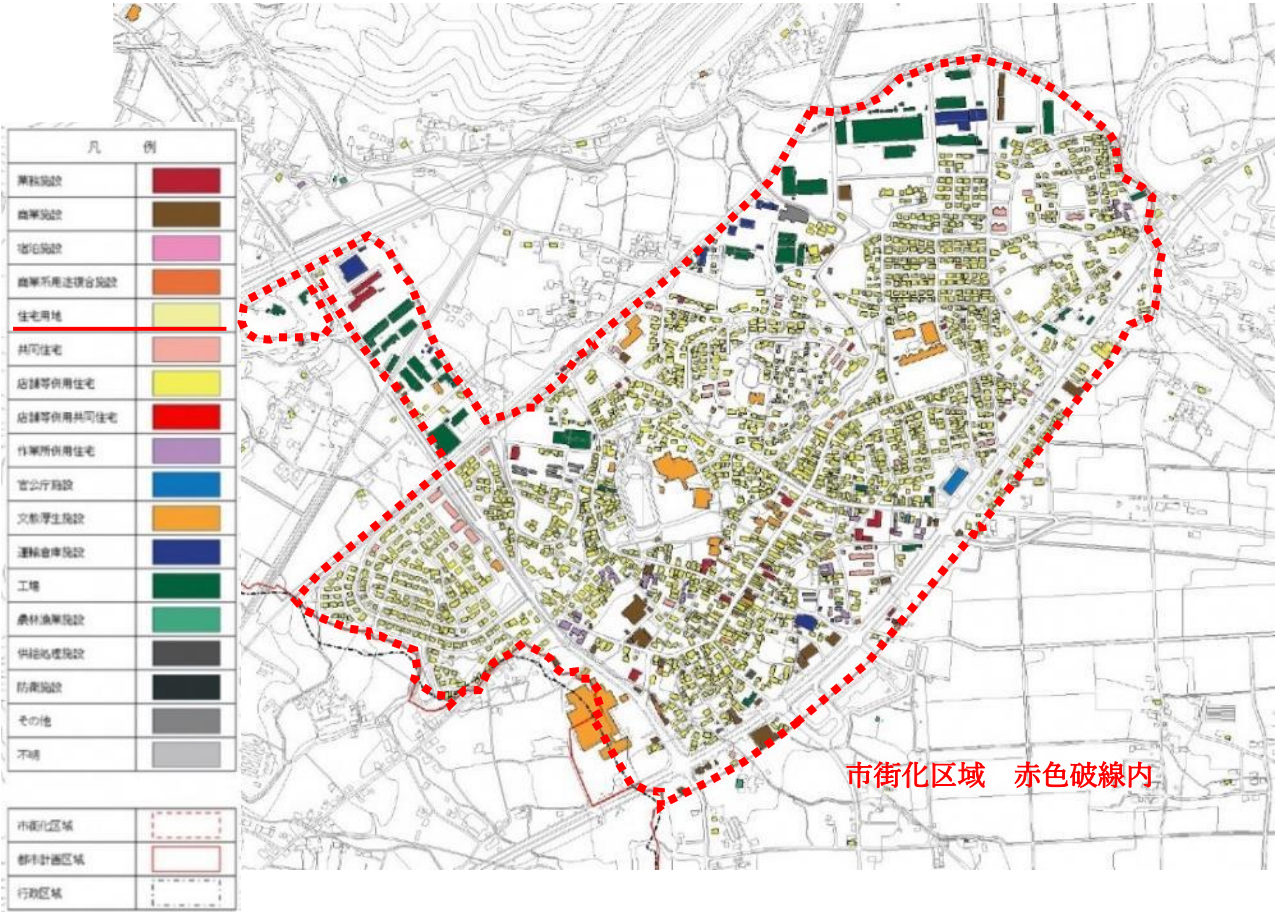 凡 例
業務施設
商業施設
宿泊施設
商業系用途複合施設
住宅用地
共同住宅
店舗等併用住宅
店舗等併用共同住宅
作業所併用住宅
官公庁施設
文教厚生施設
運輸倉庫施設
工場
農林漁業施設
供給処理施設
防衛施設
その他
不明
市街化区域
都市計画区域
行政区域
市街化区域 赤色破線内